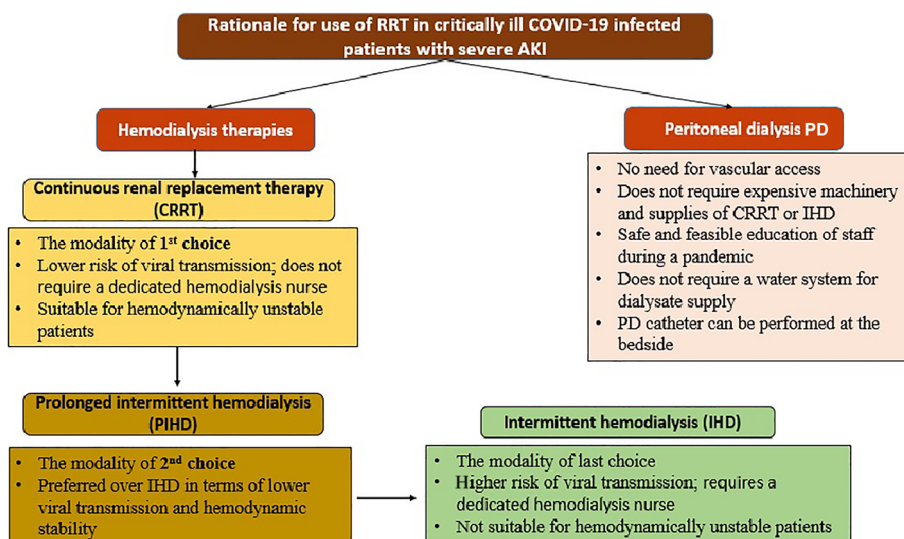 Rationale for use of RRT in critically ill COVID-19 infected
patients with severe AKI
Hemodialysis therapies
Continuous renal replacement therapy
(CRRT)
• The modality of 1st choice
• Lower risk of viral transmission; does not
require a dedicated hemodialysis nurse
• Suitable for hemodynamically unstable
patients
Prolonged intermittent hemodialysis
(PIHD)
• The modality of 2nd choice
• Preferred over IHD in terms of lower
viral transmission and hemodynamic
stability
Intermittent hemodialysis (IHD)
• The modality of last choice
• Higher risk of viral transmission; requires a
dedicated hemodialysis nurse
• Not suitable for hemodynamically unstable patients
Peritoneal dialysis PD
• No need for vascular access
• Does not require expensive machinery
and supplies of CRRT or IHD
• Safe and feasible education of staff
during a pandemic
• Does not require a water system for
dialysate supply
• PD catheter can be performed at the
bedside